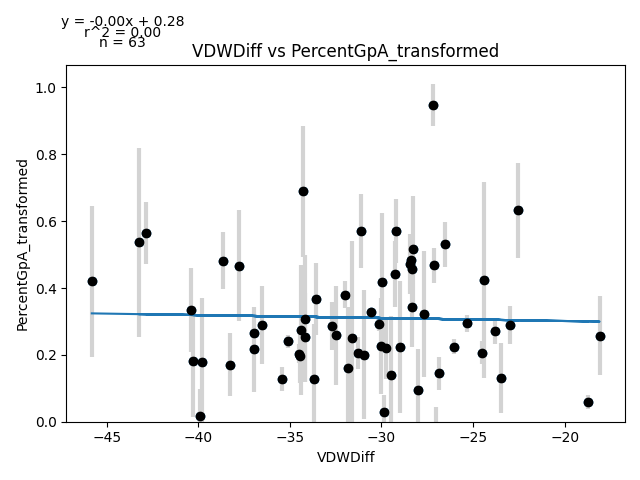 y = -0.00x + 0.28
r^2 = 0.00
n = 63
VDWDiff vs PercentGpA_transformed
1.0
0.8
0.6
0.4
0.2
0.0
PercentGpA_transformed
−45
−40
−35
−30
−25
−20
VDWDiff